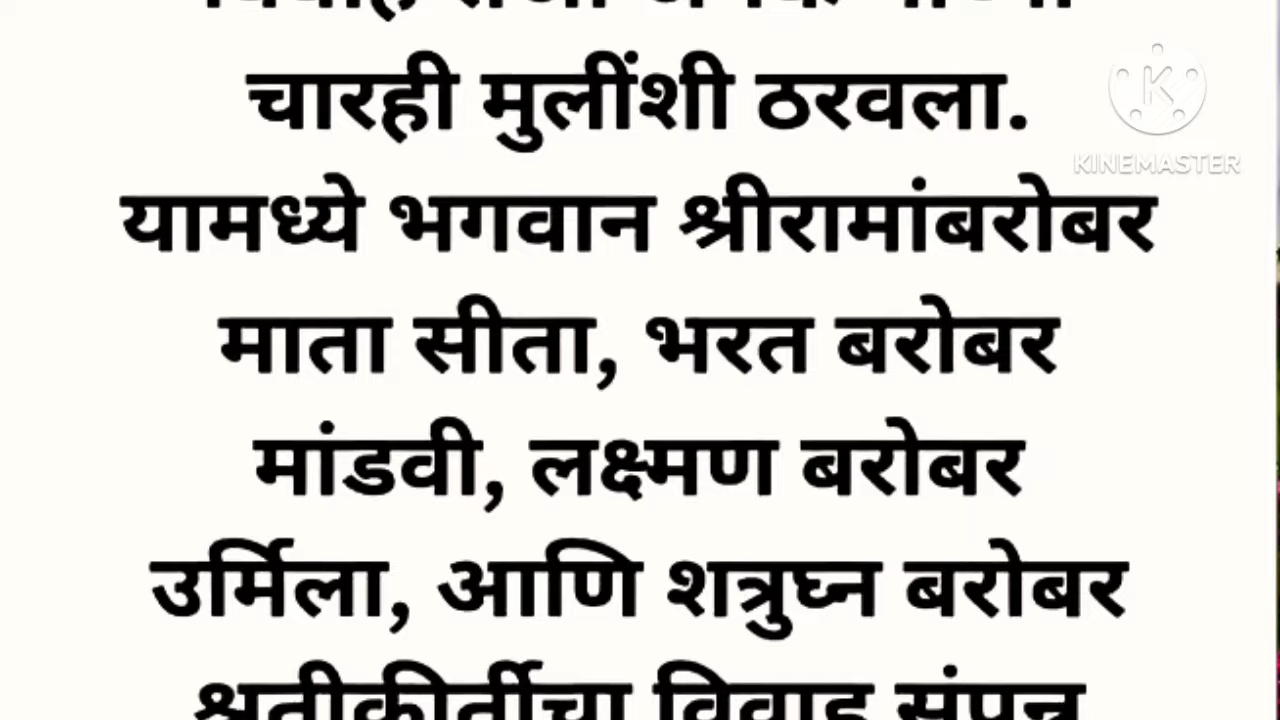 चारही मुलींशी ठरवला.
यामध्ये भगवान श्रीरामांबरोबर
माता सीता, भरत बरोबर
मांडवी, लक्ष्मण बरोबर
उर्मिला, आणि शत्रुघ्न बरोबर
श्रुतीकीर्तीचा विवाह संपन्न
K
KINEMASTER